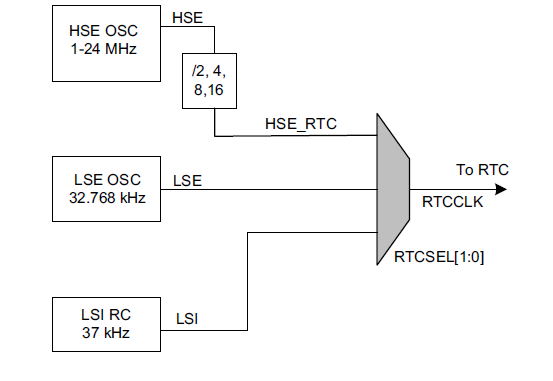 HSE OSC
1-24 MHz
HSE
/2, 4,
8,16
HSE_RTC
LSE OSC
32.768 kHz
LSE
To RTC
RTCCLK
RTCSEL[1:0]
LSI RC
37 kHz
LSI